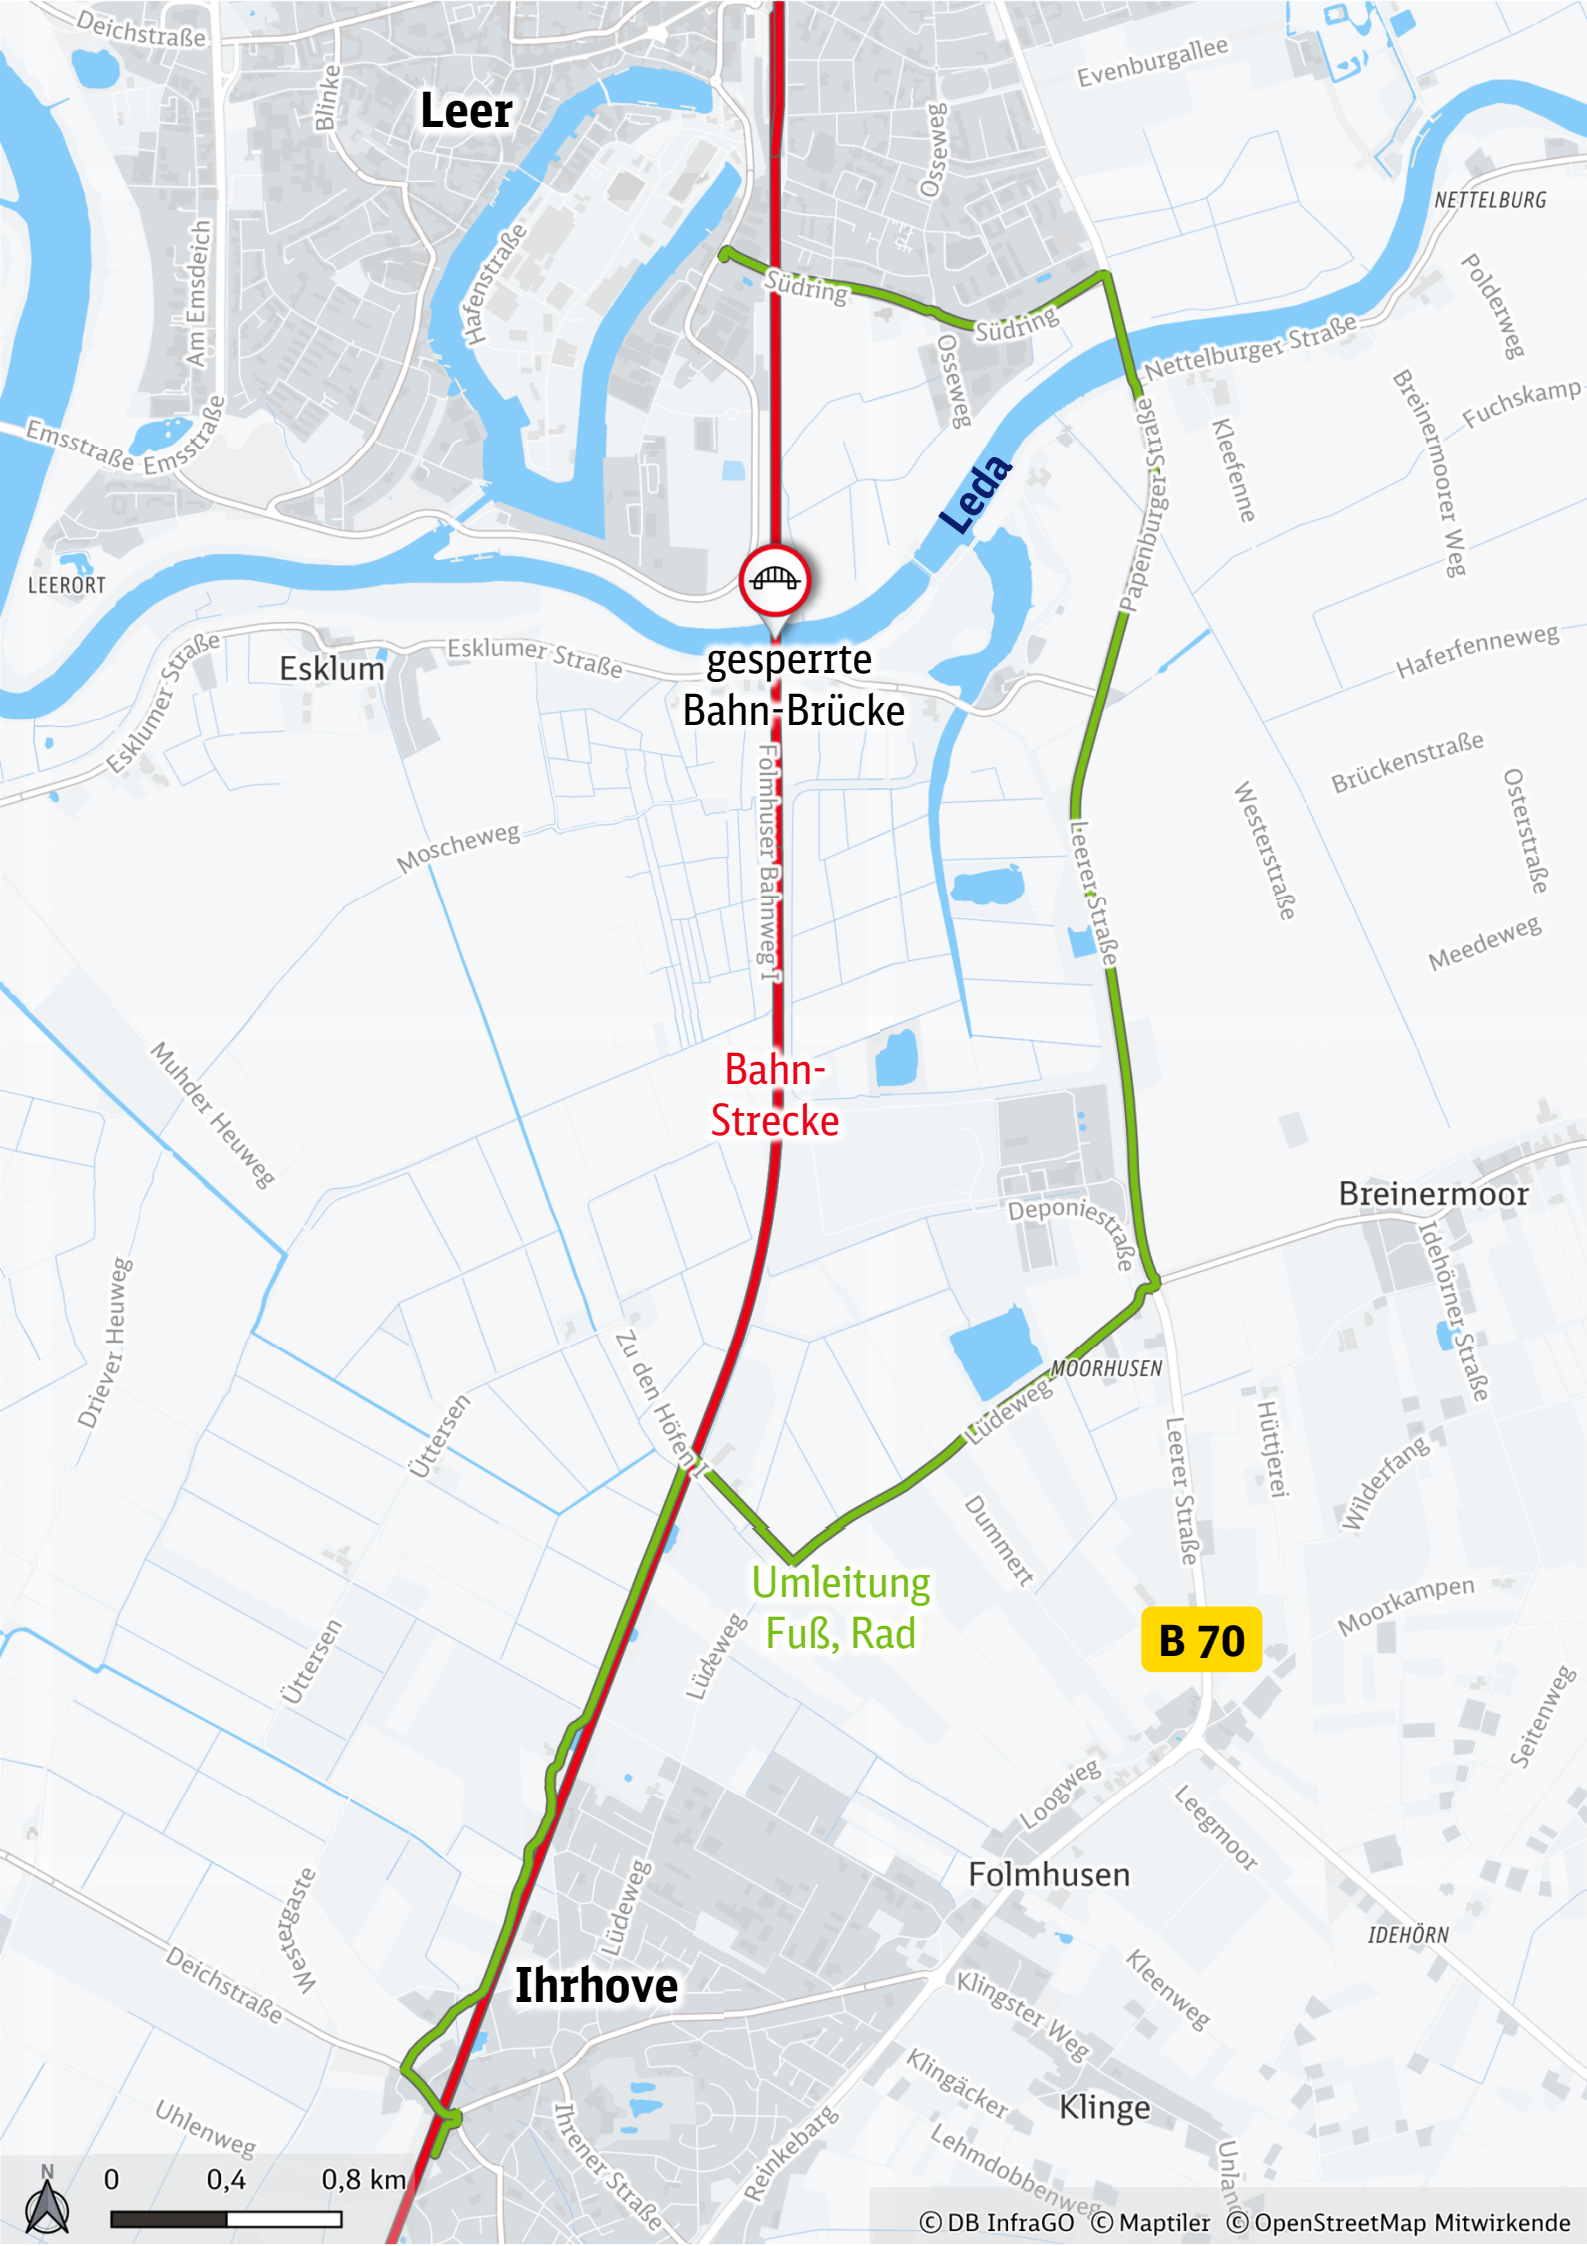 Deichstraße
Evenburgallee
Blinke
Leer
Osseweg
NETTELBURG
Am Emsdeich
Hafenstraße
Südring
Südring
Polderweg
Nettelburger Straße
Osseweg
Breinermoorer Weg
Fuchskamp
Emsstraße
Emsstraße
Kleefenne
Papenburger Straße
Leda
LEERORT
Esklumer Straße
Esklum
Esklumer Straße
gesperrte
Bahn-Brücke
Haferfenneweg
Folmhuser Bahnweg I
Brückenstraße
Osterstraße
Westerstraße
Moscheweg
Leerer Straße
Meedeweg
Muhder Heuweg
Bahn-
Strecke
Breinermoor
Deponiestraße
Idehörner Straße
Driever Heuweg
Zu den Höfen I
MOORHUSEN
Lüdeweg
Üttersen
Leerer Straße
Hüttjerei
Wilderfang
Dummert
Umleitung
Fuß, Rad
Moorkampen
Üttersen
Lüdeweg
B 70
Seitenweg
Loogweg
Leegmoor
Folmhusen
Westergaste
Lüdeweg
IDEHÖRN
Deichstraße
Ihrhove
Klingster Weg
Kleenweg
Klingäcker
Klinge
Uhlenweg
Ihrener Straße
Reinkebarg
Lehmdobbenweg
N
0 0,4 0,8 km
© DB InfraGO © Maptiler © OpenStreetMap Mitwirkende